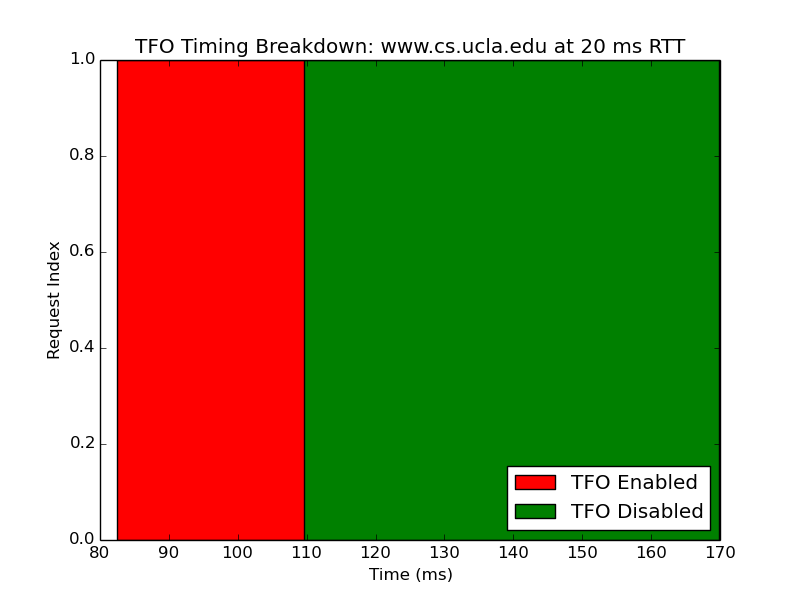 TFO Timing Breakdown: www.cs.ucla.edu at 20 ms RTT
1.0
0.8
0.6
0.4
0.2
0.0
Request Index
TFO Enabled
TFO Disabled
80 90 100 110 120 130 140 150 160 170
Time (ms)